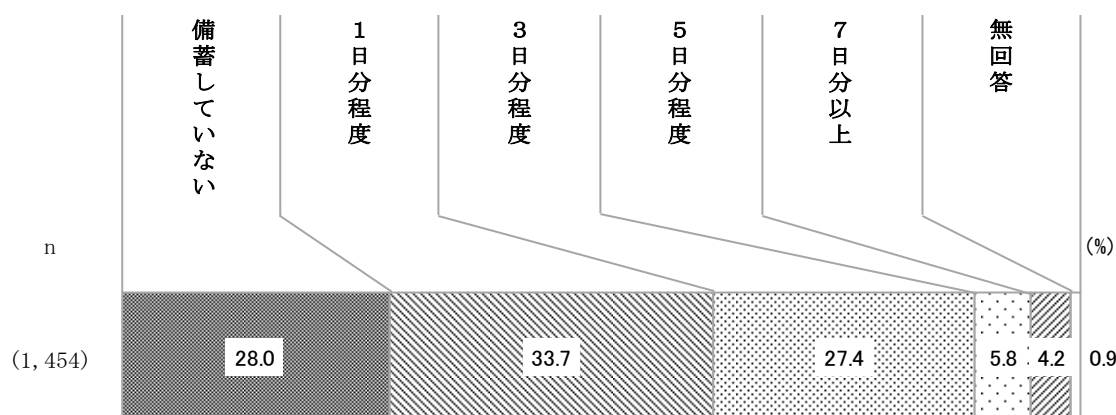 備蓄していない
1日分程度
3日分程度
5日分程度
7日分以上
無回答
n
(%)
(1,454)
28.0
33.7
27.4
5.8
4.2
0.9